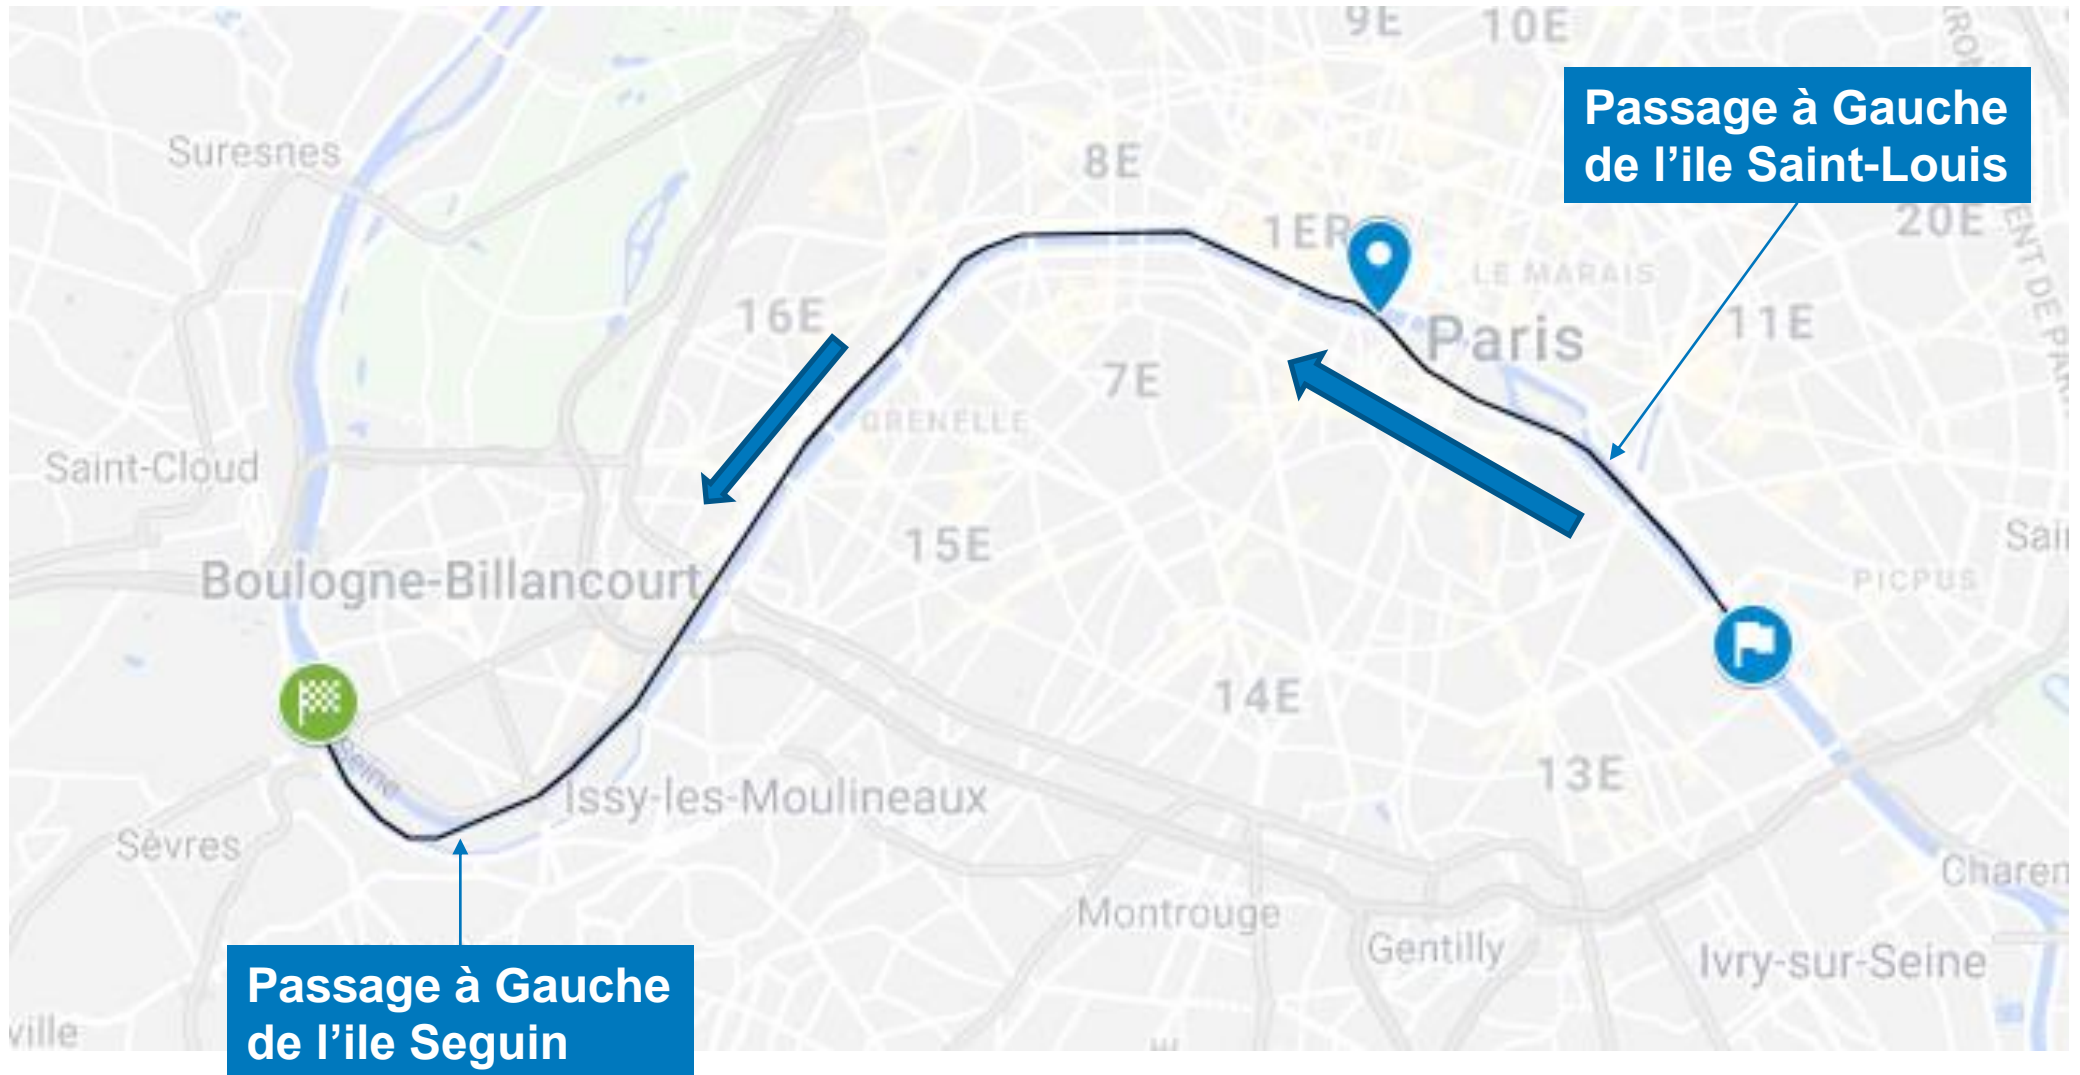 9E
10E
Passage à Gauche
de l’ile Saint-Louis
Suresnes
8E
1ER
20E
LE MARAIS
16E
11E
Paris
7E
GRENELLE
Saint-Cloud
15E
Boulogne-Billancourt
PICPUS
14E
Seine
13E
Issy-les-Moulineaux
Sèvres
Charen
Montrouge
Gentilly
Ivry-sur-Seine
Passage à Gauche
de l’ile Seguin
ville